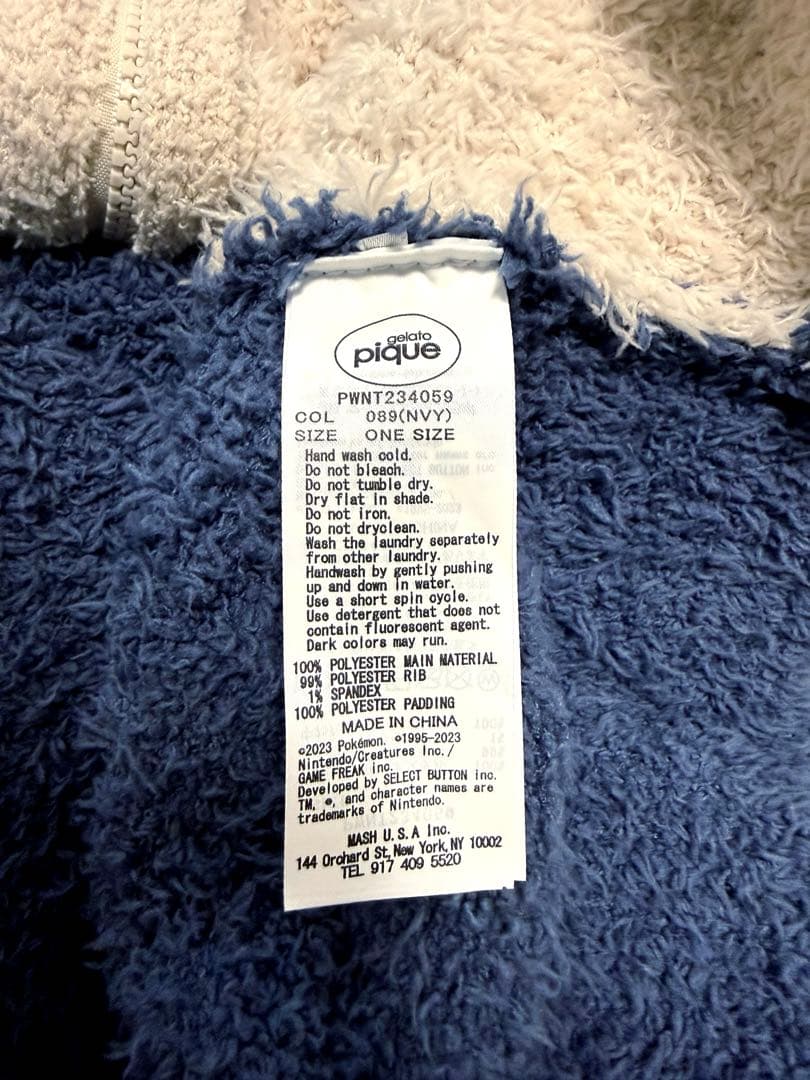 gelato
pique
PWNT234059
COL 089(NVY)
SIZE ONE SIZE
Hand wash cold.
Do not bleach.
Do not tumble dry.
Dry flat in shade.
Do not iron.
Do not dryclean.
Wash the laundry separately
from other laundry.
Handwash by gently pushing
up and down in water.
Use a short spin cycle.
Use detergent that does not
contain fluorescent agent.
Dark colors may run.
100% POLYESTER MAIN MATERIAL
99% POLYESTER RIB
1% SPANDEX
100% POLYESTER PADDING
MADE IN CHINA
©2023 Pokémon. ©1995-2023
Nintendo/Creatures Inc./
GAME FREAK inc.
Developed by SELECT BUTTON inc.
TM, ®, and character names are
trademarks of Nintendo.
MASH U.S.A Inc.
144 Orchard St, New York, NY 10002
TEL 917 409 5520